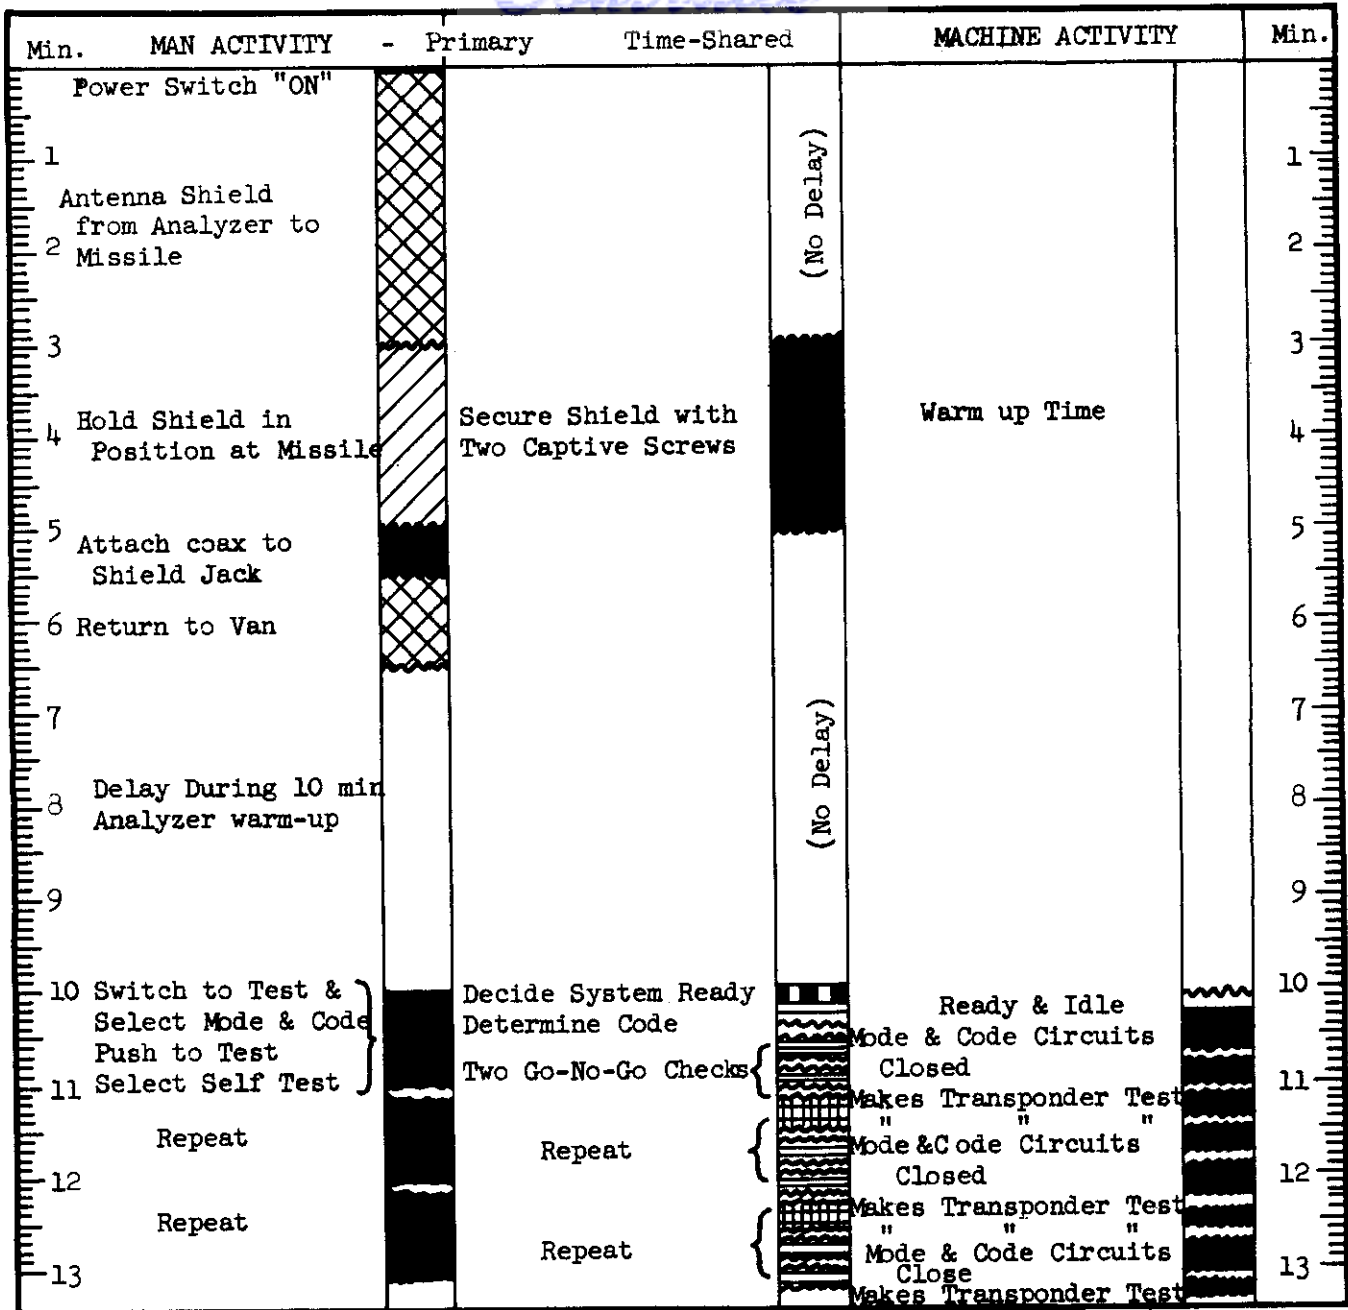 Min. MAN ACTIVITY - Primary Time-Shared MACHINE ACTIVITY Min.
Power Switch "ON"
(No Delay)
1 1
Antenna Shield
from Analyzer to
2 Missile 2
3 3
4 Hold Shield in
Position at Missile
Secure Shield with
Two Captive Screws
Warm up Time
4
5 5
Attach coax to
Shield Jack
6 Return to Van 6
7 7
(No Delay)
8 Delay During 10 min
Analyzer warm-up
8
9 9
10 Switch to Test &
Select Mode & Code
Push to Test
Select Self Test
Decide System Ready
Determine Code
Two Go-No-Go Checks
10
Ready & Idle
Mode & Code Circuits
Closed
11 11
Makes Transponder Test
" " "
Repeat
Repeat
Mode & Code Circuits
Closed
12 12
Makes Transponder Test
" " "
Repeat
Repeat
Mode & Code Circuits
Close
13 13
Makes Transponder Test